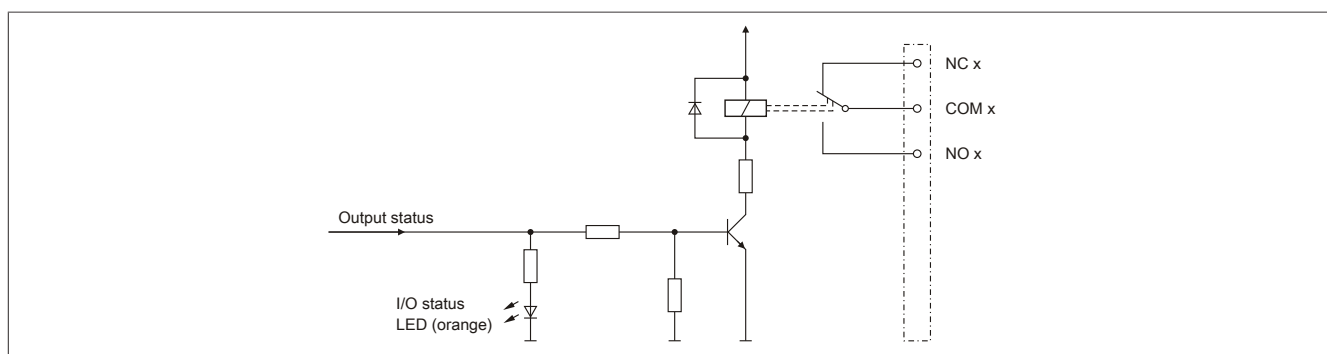 NC x
COM x
NO x
Output status
I/O status
LED (orange)